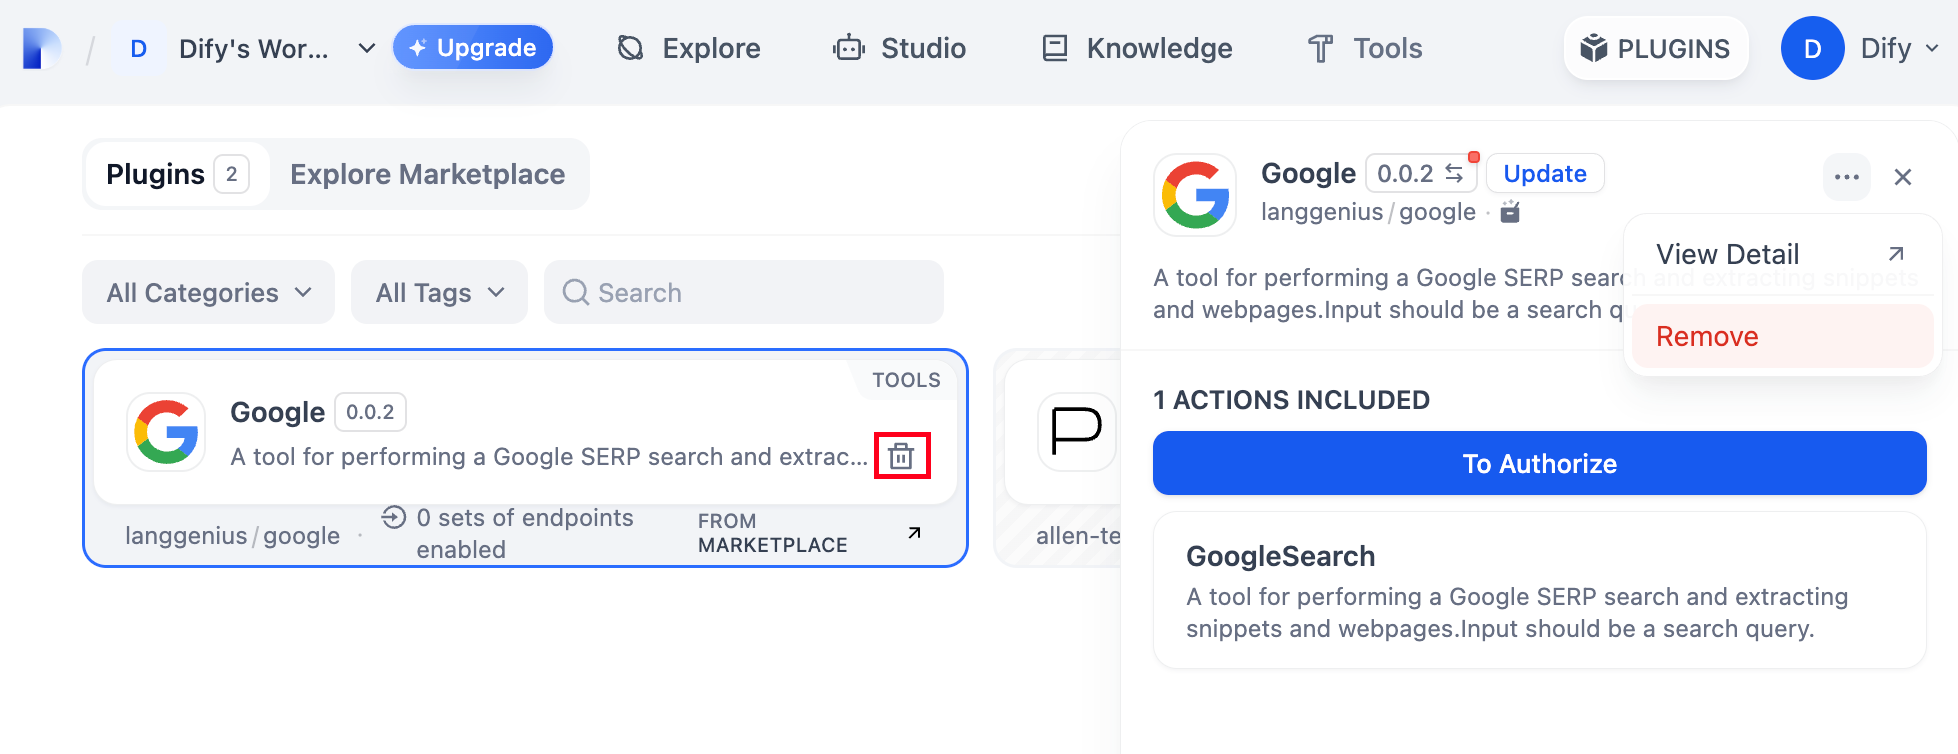 D Dify's Wor... Upgrade Explore Studio Knowledge Tools PLUGINS D Dify
Plugins 2 Explore Marketplace
All Categories All Tags Search
TOOLS
Google 0.0.2
A tool for performing a Google SERP search and extrac...
langgenius / google · 0 sets of endpoints
enabled
FROM
MARKETPLACE
allen-te
Google 0.0.2 Update
langgenius / google ·
View Detail
A tool for performing a Google SERP search and extracting snippets
and webpages.Input should be a search q
Remove
1 ACTIONS INCLUDED
To Authorize
GoogleSearch
A tool for performing a Google SERP search and extracting
snippets and webpages.Input should be a search query.